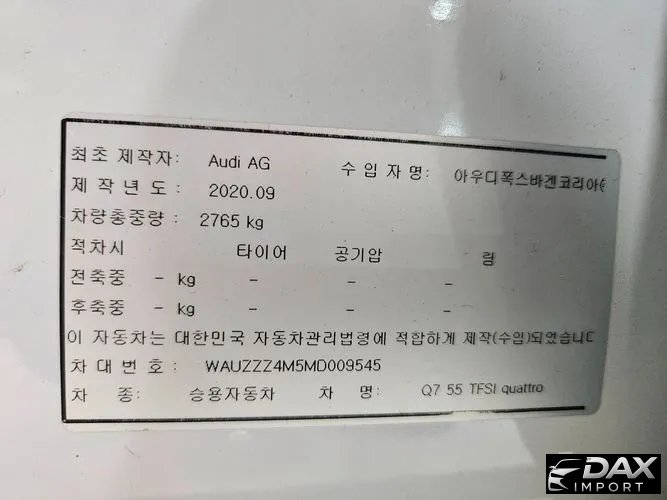 최초 제작자: Audi AG 수입자명: 아우디폭스바겐코리아(
제작년도: 2020.09
차량총중량: 2765 kg
적차시 타이어 공기압 림
전축중 - kg - - -
후축중 - kg - - -
이 자동차는 대한민국 자동차관리법령에 적합하게 제작(수입)되었습니다
차대번호: WAUZZZ4M5MD009545
차 종: 승용자동차 차 명: Q7 55 TFSI quattro
DAX
IMPORT